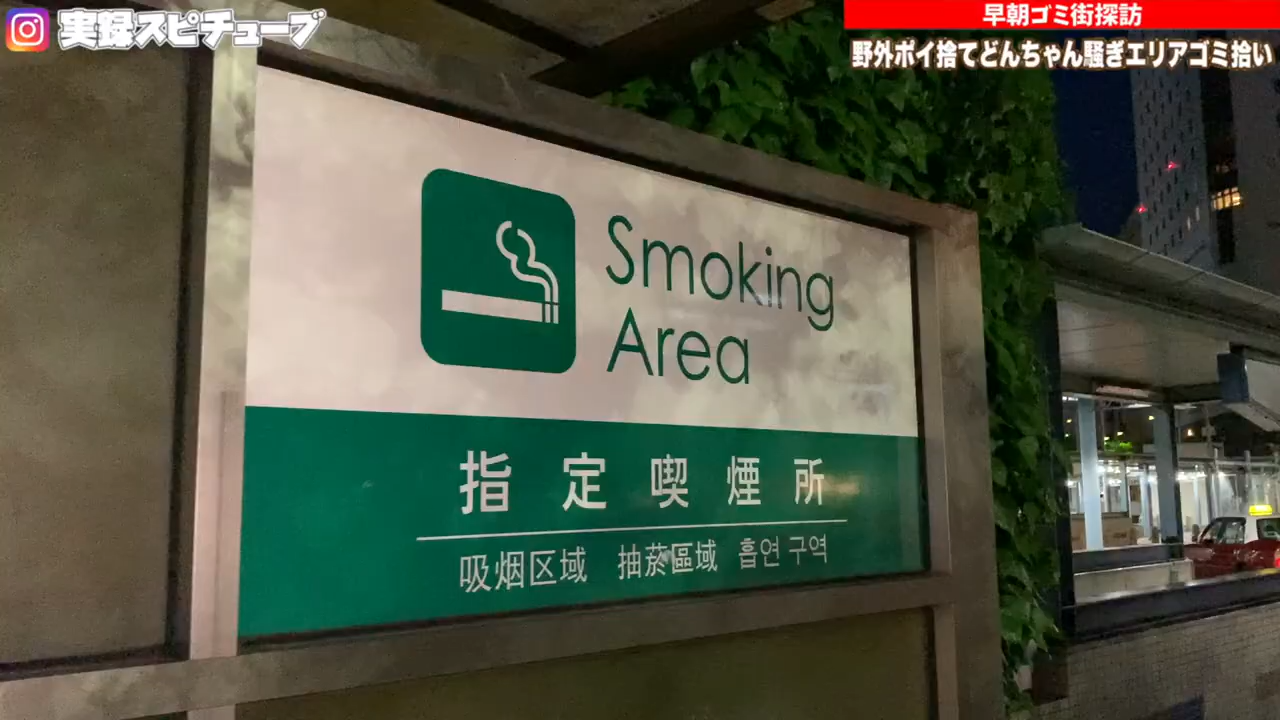 実録スピチューブ
早朝ゴミ街探訪
野外ポイ捨てどんちゃん騒ぎエリアゴミ拾い
Smoking
Area
指定喫煙所
吸烟区域 抽菸區域 흡연 구역